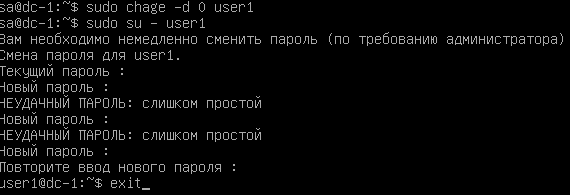 sa@dc-1:~$ sudo chage -d 0 user1
sa@dc-1:~$ sudo su - user1
Вам необходимо немедленно сменить пароль (по требованию администратора)
Смена пароля для user1.
Текущий пароль :
Новый пароль :
НЕУДАЧНЫЙ ПАРОЛЬ: слишком простой
Новый пароль :
НЕУДАЧНЫЙ ПАРОЛЬ: слишком простой
Новый пароль :
Повторите ввод нового пароля :
user1@dc-1:~$ exit_